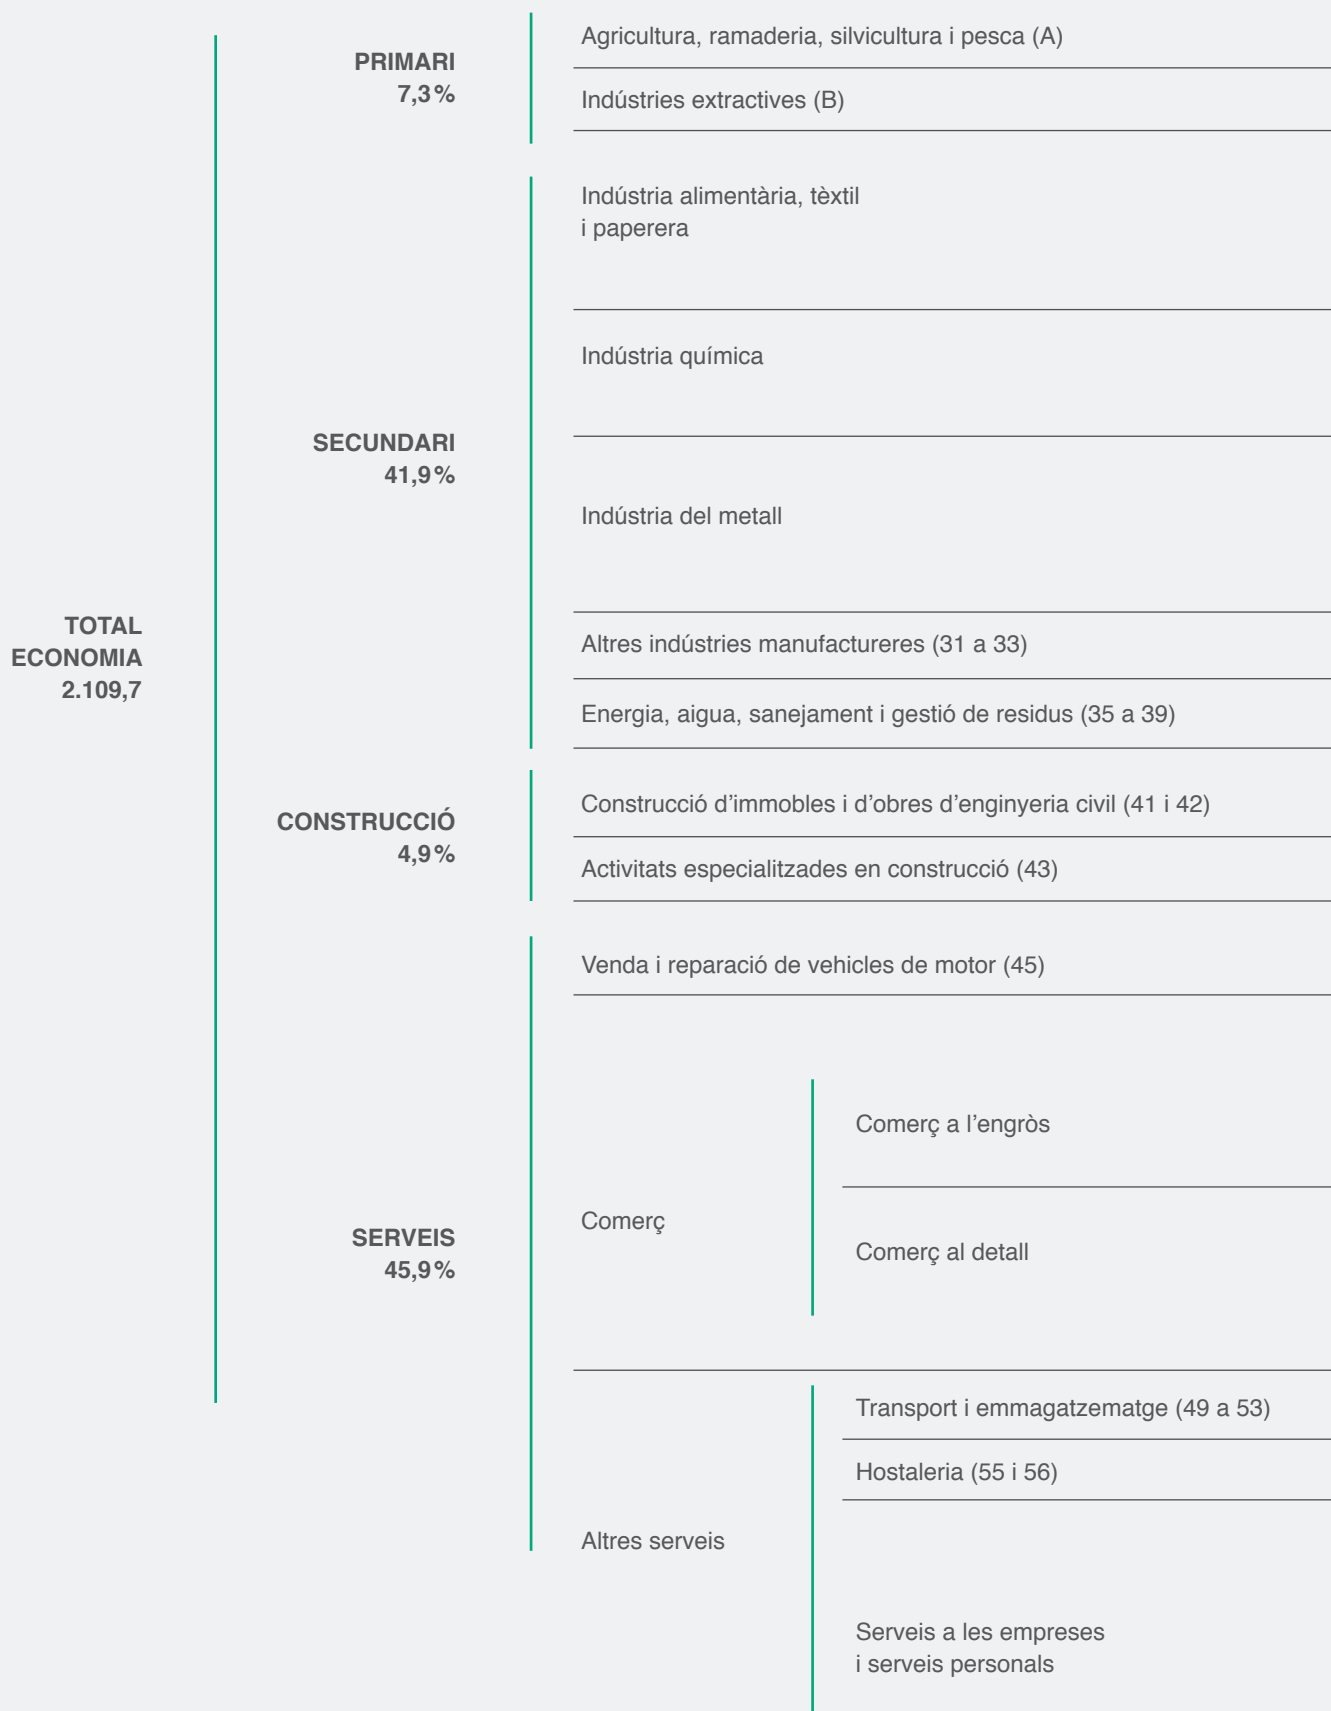 TOTAL
ECONOMIA
2.109,7
PRIMARI
7,3 %
Agricultura, ramaderia, silvicultura i pesca (A)
Indústries extractives (B)
SECUNDARI
41,9 %
Indústria alimentària, tèxtil
i paperera
Indústria química
Indústria del metall
Altres indústries manufactureres (31 a 33)
Energia, aigua, sanejament i gestió de residus (35 a 39)
CONSTRUCCIÓ
4,9 %
Construcció d’immobles i d’obres d’enginyeria civil (41 i 42)
Activitats especialitzades en construcció (43)
SERVEIS
45,9 %
Venda i reparació de vehicles de motor (45)
Comerç
Comerç a l’engròs
Comerç al detall
Altres serveis
Transport i emmagatzematge (49 a 53)
Hostaleria (55 i 56)
Serveis a les empreses
i serveis personals